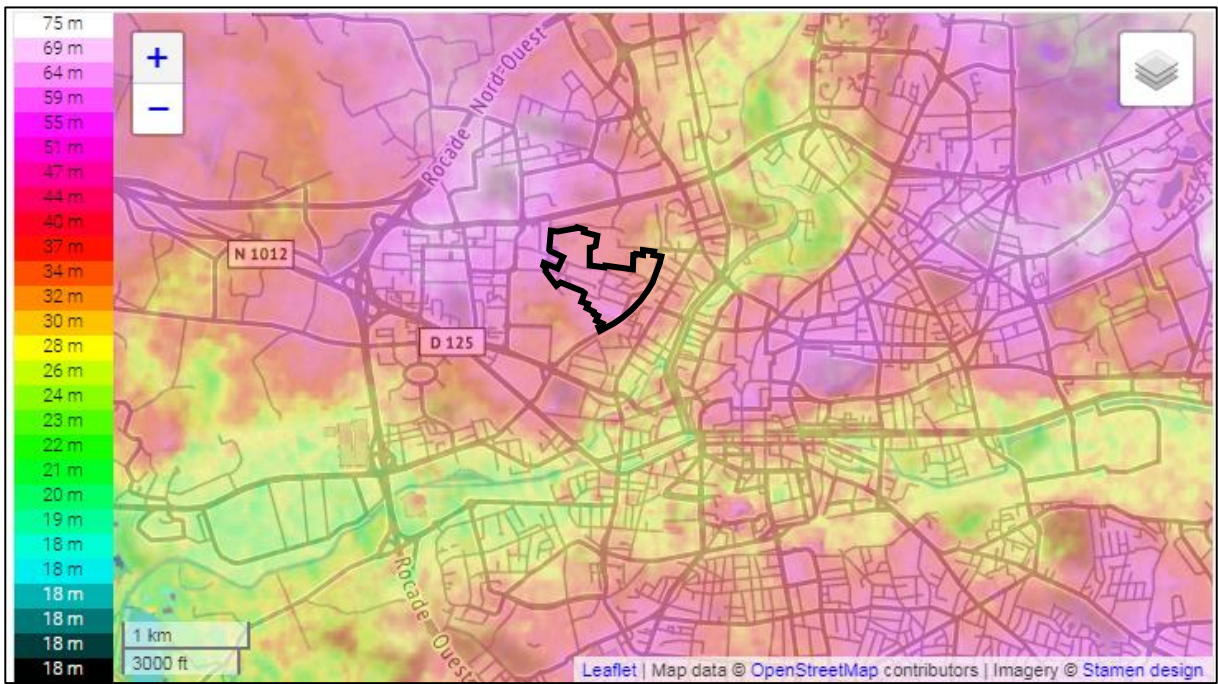 75 m
69 m
64 m
59 m
55 m
51 m
47 m
44 m
40 m
37 m
34 m
32 m
30 m
28 m
26 m
24 m
23 m
22 m
21 m
20 m
19 m
18 m
18 m
18 m
18 m
18 m
18 m
+
−
Rocade Nord-Ouest
N 1012
D 125
Rocade Ouest
1 km
3000 ft
Leaflet | Map data © OpenStreetMap contributors | Imagery © Stamen design